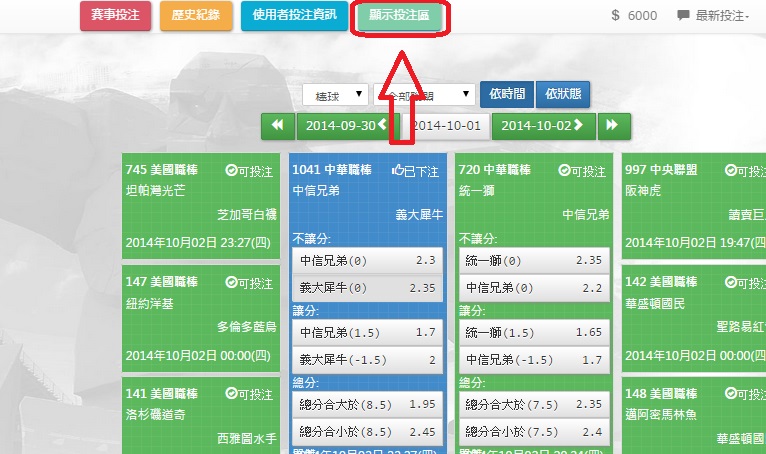 賽事投注 歷史紀錄 使用者投注資訊 顯示投注區 $ 6000 最新投注
棒球 依時間 依狀態
2014-09-30 2014-10-01 2014-10-02
745 美國職棒 可投注
坦帕灣光芒
芝加哥白襪
2014年10月02日 23:27(四)
147 美國職棒 可投注
紐約洋基
多倫多藍鳥
2014年10月02日 00:00(四)
141 美國職棒 可投注
洛杉磯道奇
西雅圖水手
1041 中華職棒 已下注
中信兄弟
義大犀牛
不讓分:
中信兄弟(0) 2.3
義大犀牛(0) 2.35
讓分:
中信兄弟(1.5) 1.7
義大犀牛(-1.5) 2
總分:
總分合大於(8.5) 1.95
總分合小於(8.5) 2.45
720 中華職棒 可投注
統一獅
中信兄弟
不讓分:
統一獅(0) 2.35
中信兄弟(0) 2.2
讓分:
統一獅(1.5) 1.65
中信兄弟(-1.5) 1.7
總分:
總分合大於(7.5) 2.35
總分合小於(7.5) 2.4
997 中央聯盟 可投注
阪神虎
讀賣巨
2014年10月02日 19:47(四)
142 美國職棒 可投注
華盛頓國民
聖路易紅
2014年10月02日 00:00(四)
148 美國職棒 可投注
邁阿密馬林魚
華盛頓國